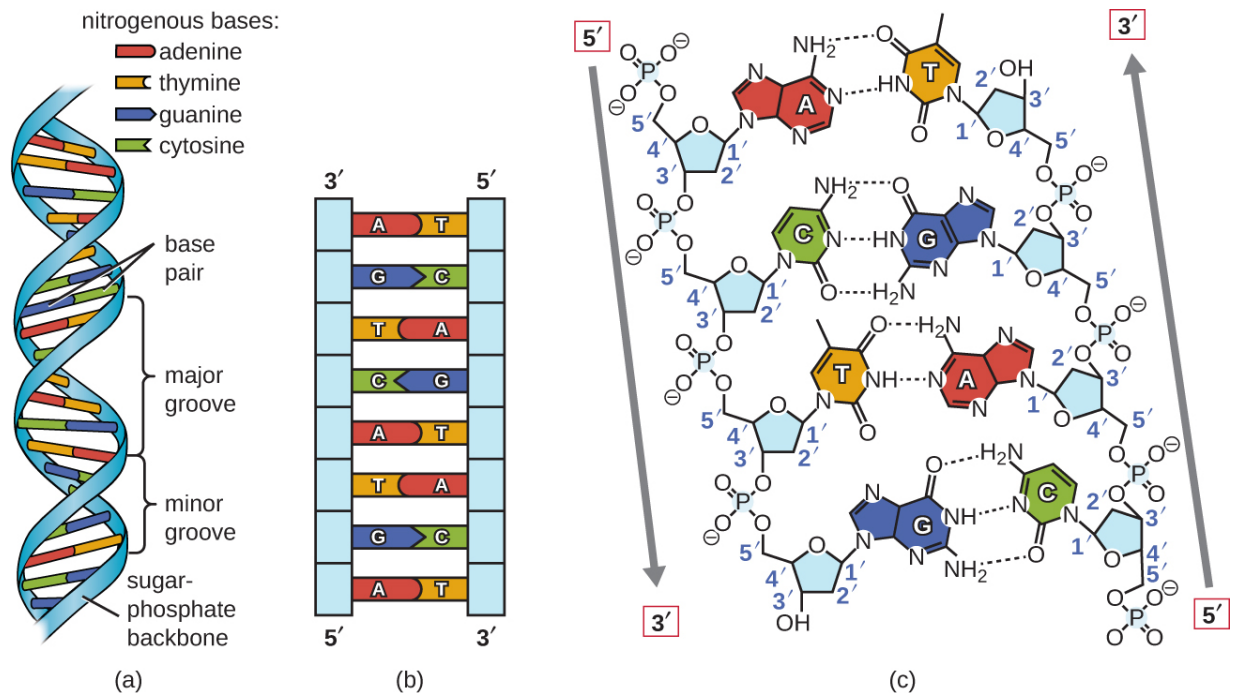 nitrogenous bases:
adenine
thymine
guanine
cytosine
base
pair
major
groove
minor
groove
sugar-
phosphate
backbone
(a)
3′ 5′
A T
G C
T A
C G
A T
T A
G C
A T
5′ 3′
(b)
5′ 3′
O P O ⊖ O ⊖ O
NH2 O
N N A N N
HN T N O
5′ 4′ 3′ 2′ 1′ O
2′ OH 3′ 1′ O 4′ 5′
O P O ⊖ O O
O P O ⊖ O O
NH2 O
C N N O
HN G N N N H2N
5′ 4′ 3′ 2′ 1′ O
2′ 3′ 1′ O 4′ 5′
O P O ⊖ O O
O P O ⊖ O O
O H2N
T NH N O
N A N N N
5′ 4′ 3′ 2′ 1′ O
2′ 3′ 1′ O 4′ 5′
O P O ⊖ O O
O P O ⊖ O O
O H2N
N N G NH N NH2
N C N O
5′ 4′ 3′ 2′ 1′ O
2′ 3′ 1′ O 4′ 5′
OH
O P O ⊖ O O ⊖
3′ 5′
(c)